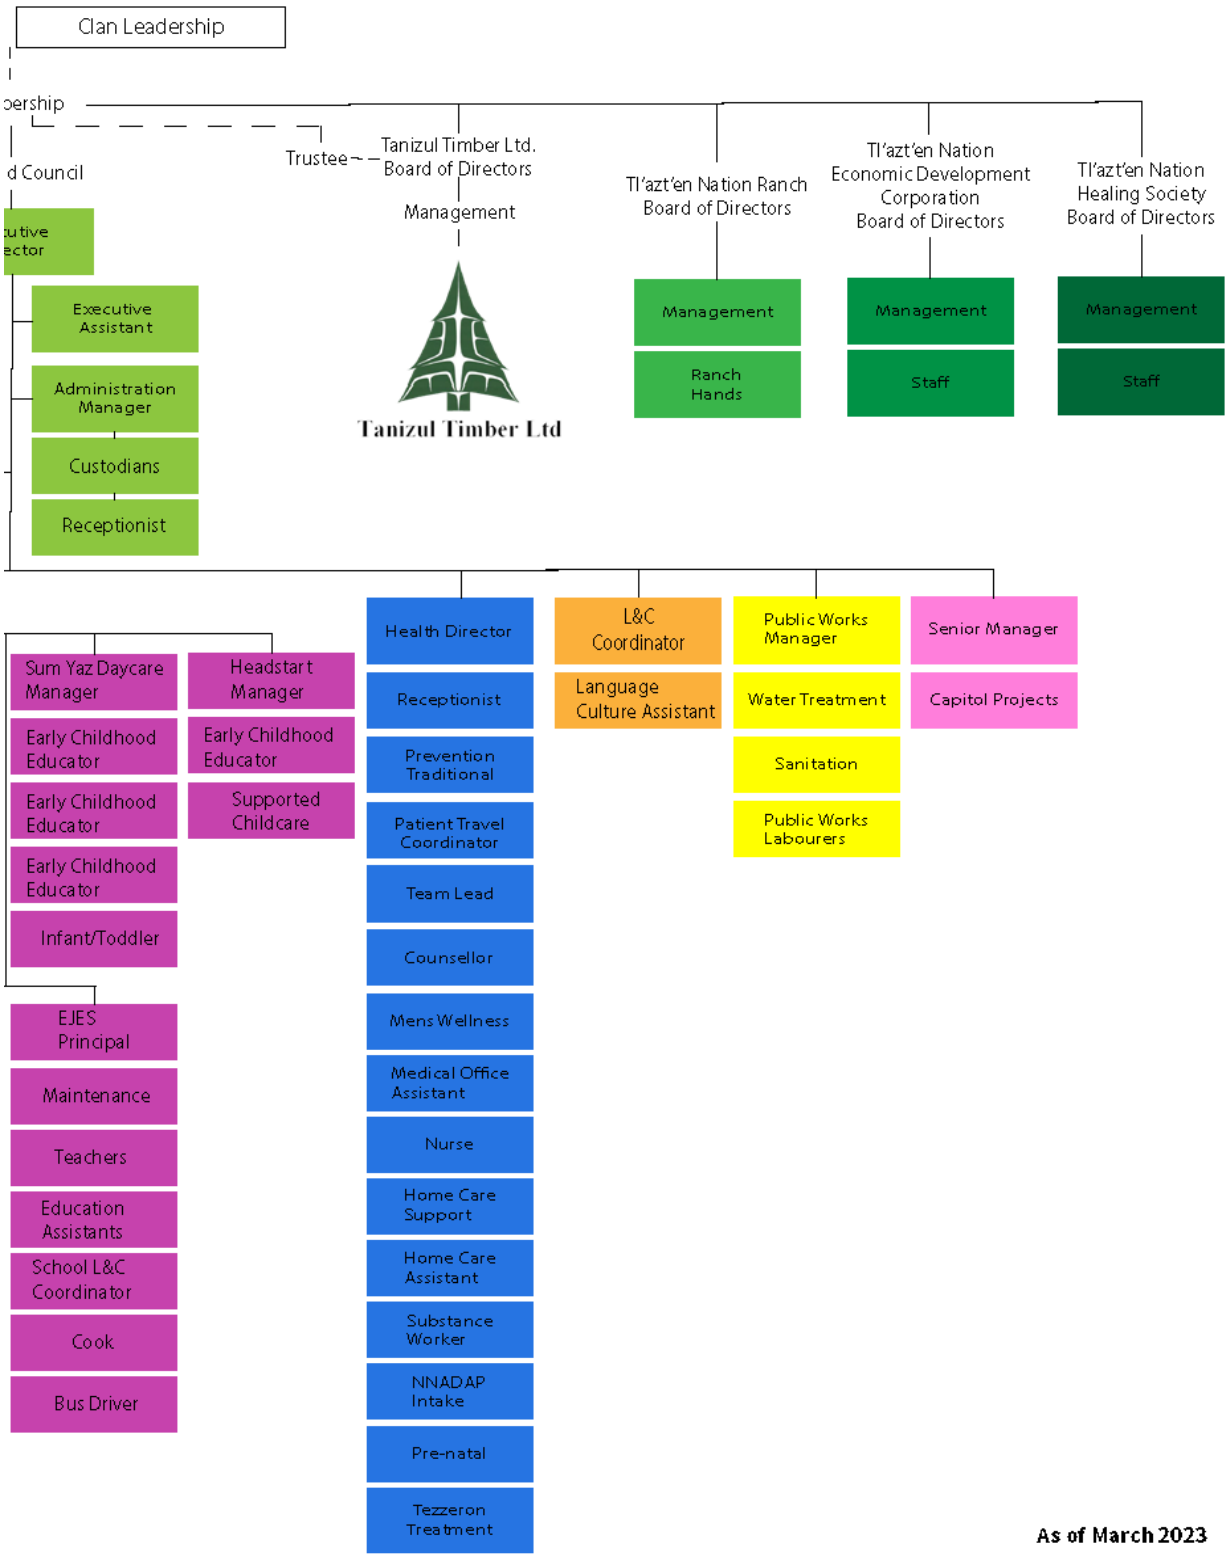 Clan Leadership
pership
d Council
cutive
ector
Executive
Assistant
Administration
Manager
Custodians
Receptionist
Trustee
Tanizul Timber Ltd.
Board of Directors
Management
Tanizul Timber Ltd
Tl'azt'en Nation Ranch
Board of Directors
Management
Ranch
Hands
Tl'azt'en Nation
Economic Development
Corporation
Board of Directors
Management
Staff
Tl'azt'en Nation
Healing Society
Board of Directors
Management
Staff
Sum Yaz Daycare
Manager
Early Childhood
Educator
Early Childhood
Educator
Early Childhood
Educator
Infant/Toddler
Headstart
Manager
Early Childhood
Educator
Supported
Childcare
EJES
Principal
Maintenance
Teachers
Education
Assistants
School L&C
Coordinator
Cook
Bus Driver
Health Director
Receptionist
Prevention
Traditional
Patient Travel
Coordinator
Team Lead
Counsellor
Mens Wellness
Medical Office
Assistant
Nurse
Home Care
Support
Home Care
Assistant
Substance
Worker
NNADAP
Intake
Pre-natal
Tezzeron
Treatment
L&C
Coordinator
Language
Culture Assistant
Public Works
Manager
Water Treatment
Sanitation
Public Works
Labourers
Senior Manager
Capitol Projects
As of March 2023